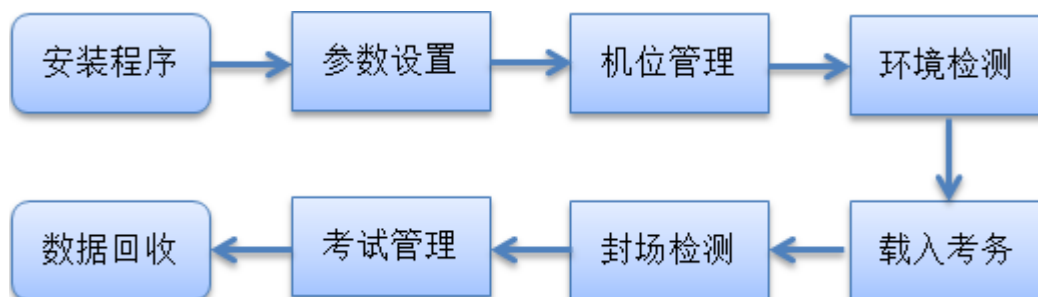 安装程序
参数设置
机位管理
环境检测
载入考务
封场检测
考试管理
数据回收